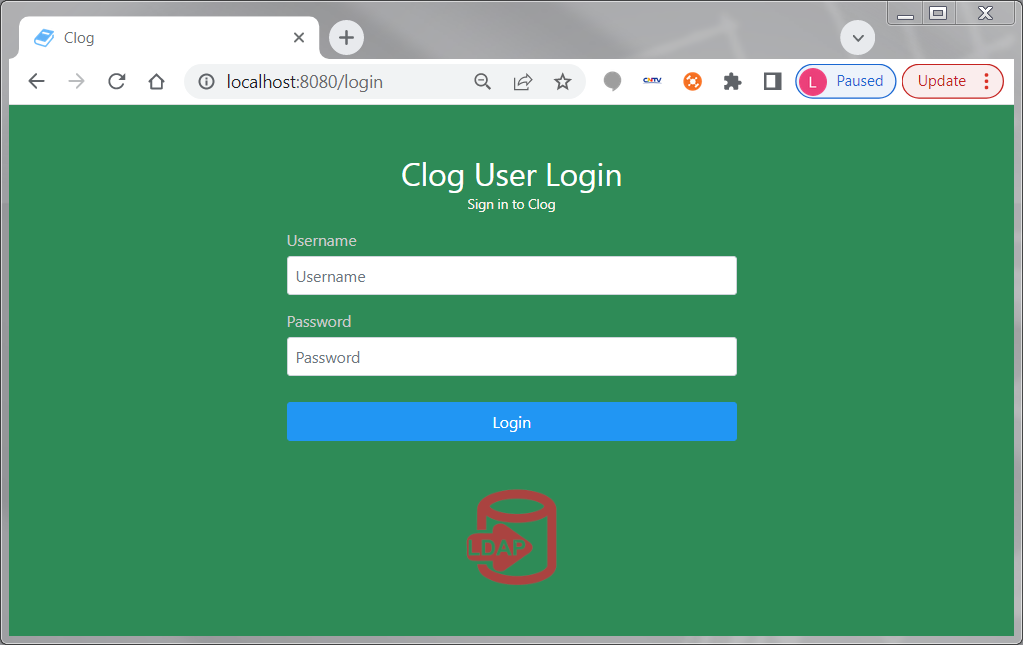 Clog
localhost:8080/login
CMTV
L
Paused
Update
Clog User Login
Sign in to Clog
Username
Username
Password
Password
Login
LDAP